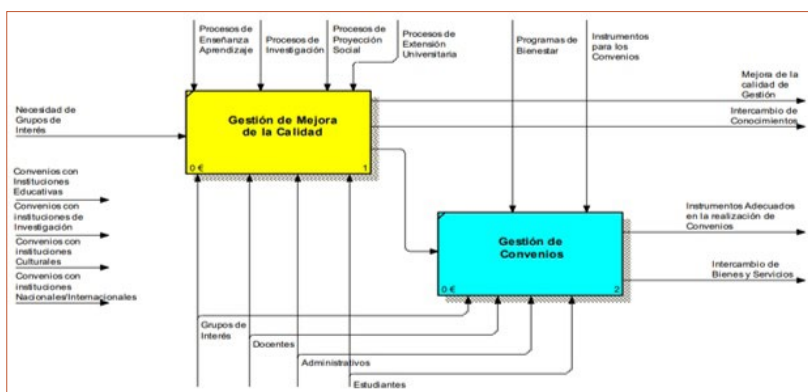 Procesos de
Enseñanza
Aprendizaje
Procesos de
Investigación
Procesos de
Proyección
Social
Procesos de
Extensión
Universitaria
Programas de
Bienestar
Instrumentos
para los
Convenios
Necesidad de
Grupos de
Interés
Gestión de Mejora
de la Calidad
0 €
1
Mejora de la
calidad de
Gestión
Intercambio de
Conocimientos
Convenios con
Instituciones
Educativas
Convenios con
instituciones de
Investigación
Convenios con
instituciones
Culturales
Convenios con
instituciones
Nacionales/Internacionales
Gestión de
Convenios
0 €
2
Instrumentos Adecuados
en la realización de
Convenios
Intercambio de
Bienes y Servicios
Grupos de
Interés
Docentes
Administrativos
Estudiantes